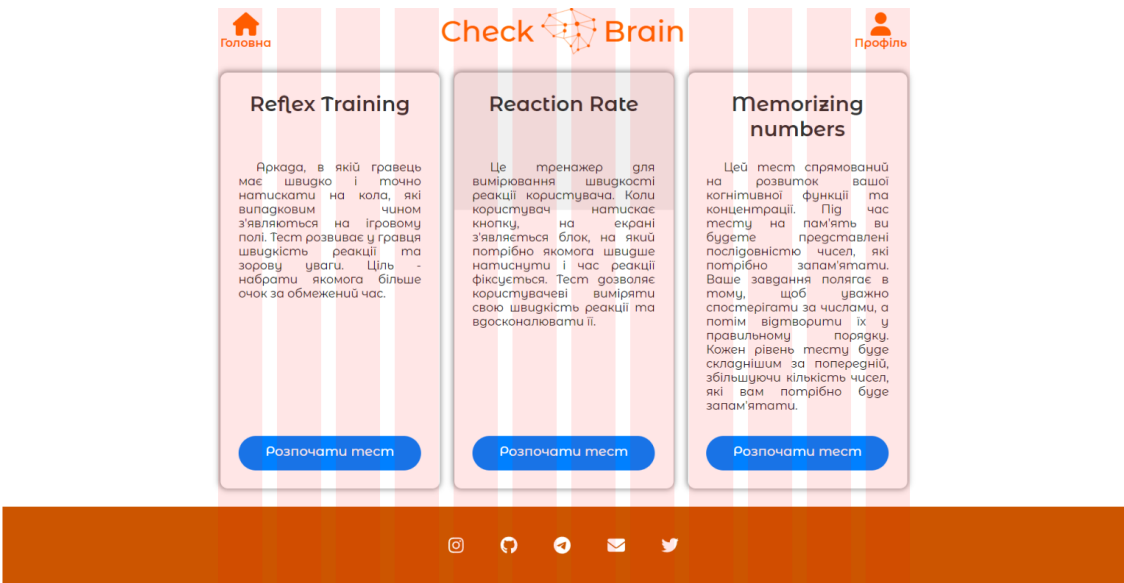 Головна
Check Brain
Профіль
Reflex Training
Аркада, в якій гравець
має швидко і точно
натискати на кола, які
випадковим чином
з'являються на ігровому
полі. Тест розвиває у гравця
швидкість реакції та
зорову уваги. Ціль -
набрати якомога більше
очок за обмежений час.
Розпочати тест
Reaction Rate
Це тренажер для
вимірювання швидкості
реакції користувача. Коли
користувач натискає
кнопку, на екрані
з'являється блок, на який
потрібно якомога швидше
натиснути і час реакції
фіксується. Тест дозволяє
користувачеві виміряти
свою швидкість реакції та
вдосконалювати її.
Розпочати тест
Memorizing
numbers
Цей тест спрямований
на розвиток вашої
когнітивної функції та
концентрації. Під час
тесту на пам'ять ви
будете представлені
послідовністю чисел, які
потрібно запам'ятати.
Ваше завдання полягає в
тому, щоб уважно
спостерігати за числами, а
потім відтворити їх у
правильному порядку.
Кожен рівень тесту буде
складнішим за попередній,
збільшуючи кількість чисел,
які вам потрібно буде
запам'ятати.
Розпочати тест